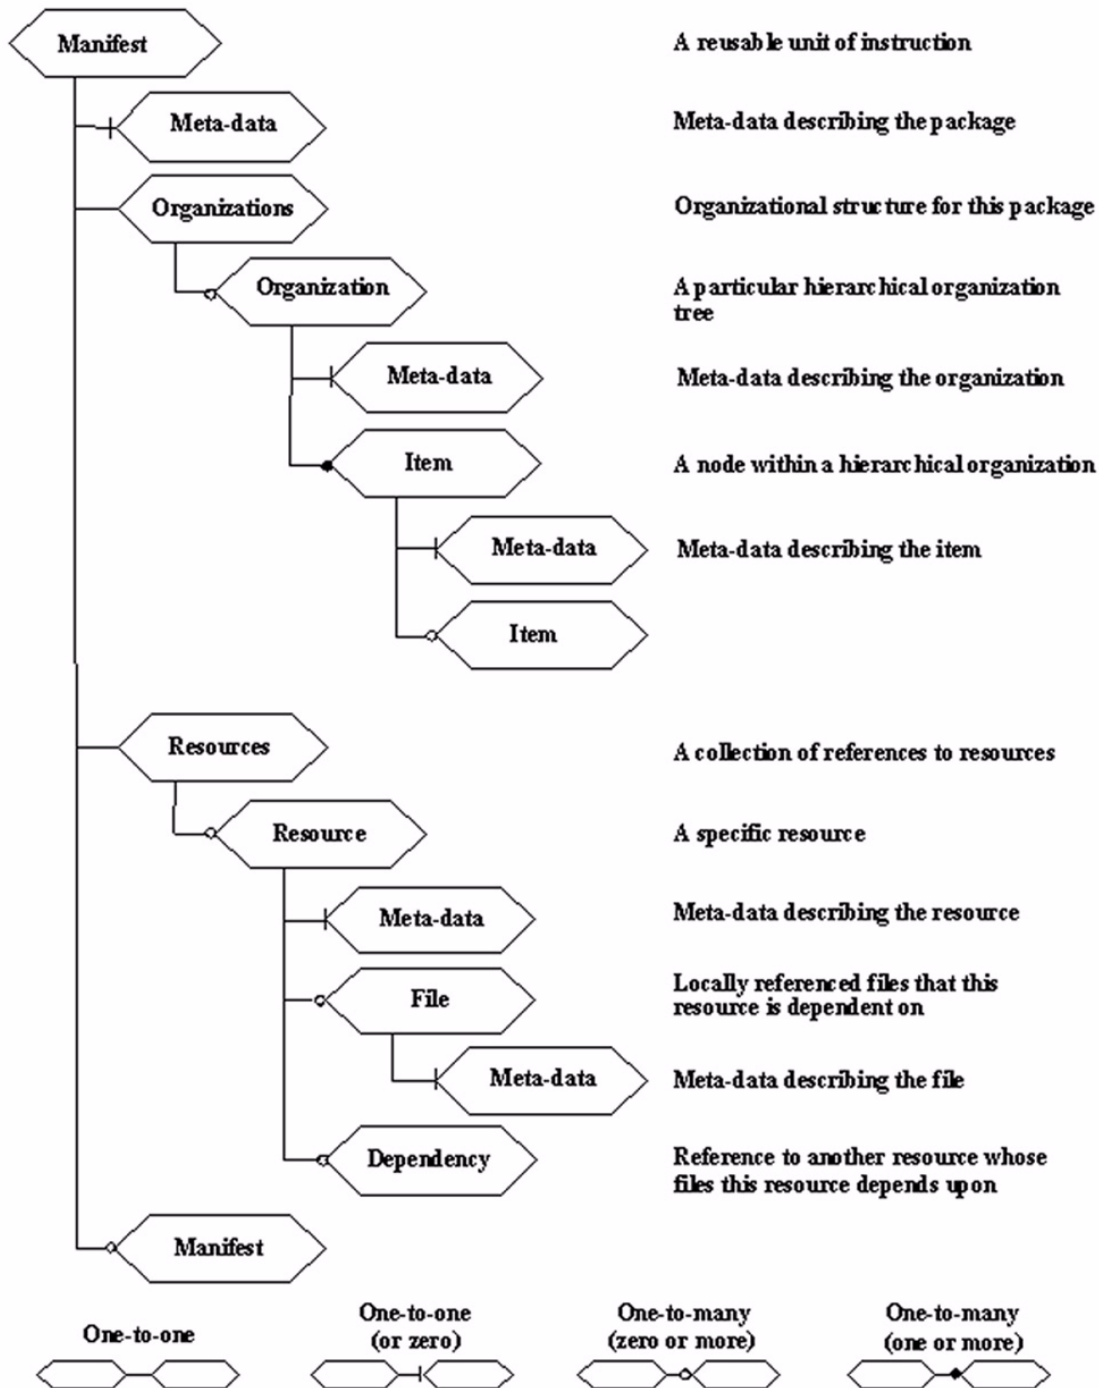 Manifest
A reusable unit of instruction
Meta-data
Meta-data describing the package
Organizations
Organizational structure for this package
Organization
A particular hierarchical organization
tree
Meta-data
Meta-data describing the organization
Item
A node within a hierarchical organization
Meta-data
Meta-data describing the item
Item
Resources
A collection of references to resources
Resource
A specific resource
Meta-data
Meta-data describing the resource
File
Locally referenced files that this
resource is dependent on
Meta-data
Meta-data describing the file
Dependency
Reference to another resource whose
files this resource depends upon
Manifest
One-to-one
One-to-one
(or zero)
One-to-many
(zero or more)
One-to-many
(one or more)